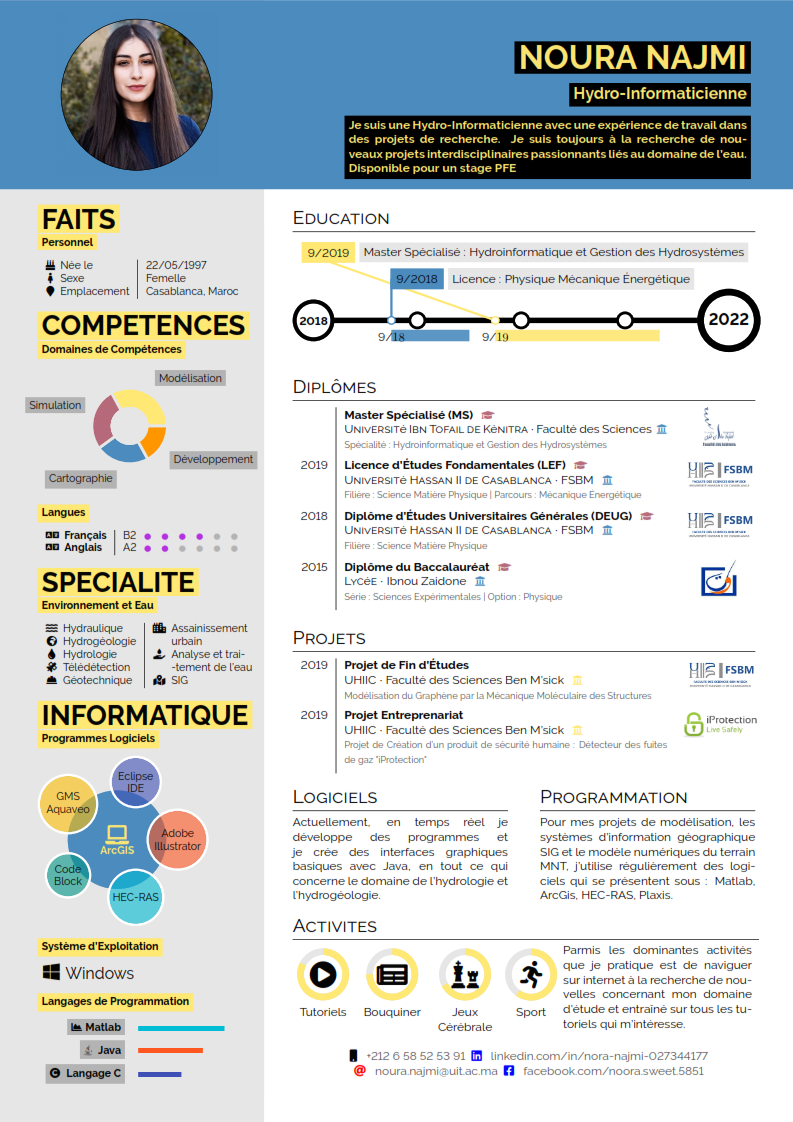 NOURA NAJMI
Hydro-Informaticienne
Je suis une Hydro-Informaticienne avec une expérience de travail dans
des projets de recherche. Je suis toujours à la recherche de nou-
veaux projets interdisciplinaires passionnants liés au domaine de l'eau.
Disponible pour un stage PFE
FAITS
Personnel
Née le 22/05/1997
Sexe Femelle
Emplacement Casablanca, Maroc
COMPETENCES
Domaines de Compétences
Modélisation
Simulation
Développement
Cartographie
Langues
Français B2
Anglais A2
SPECIALITE
Environnement et Eau
Hydraulique
Hydrogéologie
Hydrologie
Télédétection
Géotechnique
Assainissement
urbain
Analyse et trai-
-tement de l'eau
SIG
INFORMATIQUE
Programmes Logiciels
Eclipse
IDE
GMS
Aquaveo
Adobe
Illustrator
ArcGIS
Code
Block
HEC-RAS
Système d'Exploitation
Windows
Langages de Programmation
Matlab
Java
Langage C
EDUCATION
9/2019 Master Spécialisé : Hydroinformatique et Gestion des Hydrosystèmes
9/2018 Licence : Physique Mécanique Énergétique
2018
2022
9/18
9/19
DIPLÔMES
Master Spécialisé (MS)
UNIVERSITÉ IBN TOFAIL DE KÉNITRA · Faculté des Sciences
Spécialité : Hydroinformatique et Gestion des Hydrosystèmes
2019 Licence d'Études Fondamentales (LEF)
UNIVERSITÉ HASSAN II DE CASABLANCA · FSBM
Filière : Science Matière Physique | Parcours : Mécanique Énergétique
FSBM
2018 Diplôme d'Études Universitaires Générales (DEUG)
UNIVERSITÉ HASSAN II DE CASABLANCA · FSBM
Filière : Science Matière Physique
FSBM
2015 Diplôme du Baccalauréat
LYCÉE · Ibnou Zaidone
Série : Sciences Expérimentales | Option : Physique
PROJETS
2019 Projet de Fin d'Études
UHIIC · Faculté des Sciences Ben M'sick
Modélisation du Graphène par la Mécanique Moléculaire des Structures
FSBM
2019 Projet Entreprenariat
UHIIC · Faculté des Sciences Ben M'sick
Projet de Création d'un produit de sécurité humaine : Détecteur des fuites
de gaz "iProtection"
iProtection
Live Safely
LOGICIELS
Actuellement, en temps réel je
développe des programmes et
je crée des interfaces graphiques
basiques avec Java, en tout ce qui
concerne le domaine de l'hydrologie et
l'hydrogéologie.
PROGRAMMATION
Pour mes projets de modélisation, les
systèmes d'information géographique
SIG et le modèle numériques du terrain
MNT, j'utilise régulièrement des logi-
ciels qui se présentent sous : Matlab,
ArcGis, HEC-RAS, Plaxis.
ACTIVITES
Tutoriels
Bouquiner
Jeux
Cérébrale
Sport
Parmis les dominantes activités
que je pratique est de naviguer
sur internet à la recherche de nou-
velles concernant mon domaine
d'étude et entraîné sur tous les tu-
toriels qui m'intéresse.
+212 6 58 52 53 91 linkedin.com/in/nora-najmi-027344177
noura.najmi@uit.ac.ma facebook.com/noora.sweet.5851